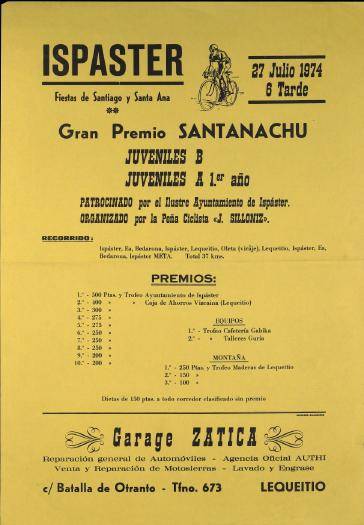 ISPASTER
Fiestas de Santiago y Santa Ana
**
27 Julio 1974
6 Tarde
Gran Premio SANTANACHU
JUVENILES B
JUVENILES A 1.er año
PATROCINADO por el Ilustre Ayuntamiento de Ispáster.
ORGANIZADO por la Peña Ciclista «J. SILLONIZ».
RECORRIDO:
Ispáster, Ea, Bedarona, Ispáster, Lequeitio, Oleta (viraje), Lequeitio, Ispáster, Ea,
Bedarona, Ispáster META. Total 37 kms.
PREMIOS:
1.º - 500 Ptas. y Trofeo Ayuntamiento de Ispáster
2.º - 400 » » Caja de Ahorros Vizcaina (Lequeitio)
3.º - 300 »
4.º - 275 »
5.º - 275 »
6.º - 250 »
7.º - 250 »
8.º - 250 »
9.º - 200 »
10.º - 200 »
EQUIPOS
1.º - Trofeo Cafetería Gabika
2.º - » Talleres Guría
MONTAÑA
1.º - 250 Ptas. y Trofeo Maderas de Lequeitio
2.º - 150 »
3.º - 100 »
Dietas de 150 ptas. a todo corredor clasificado sin premio
Garage ZATICA
Reparación general de Automóviles - Agencia Oficial AUTHI
Venta y Reparación de Motosierras - Lavado y Engrase
c/ Batalla de Otranto - Tfno. 673 LEQUEITIO